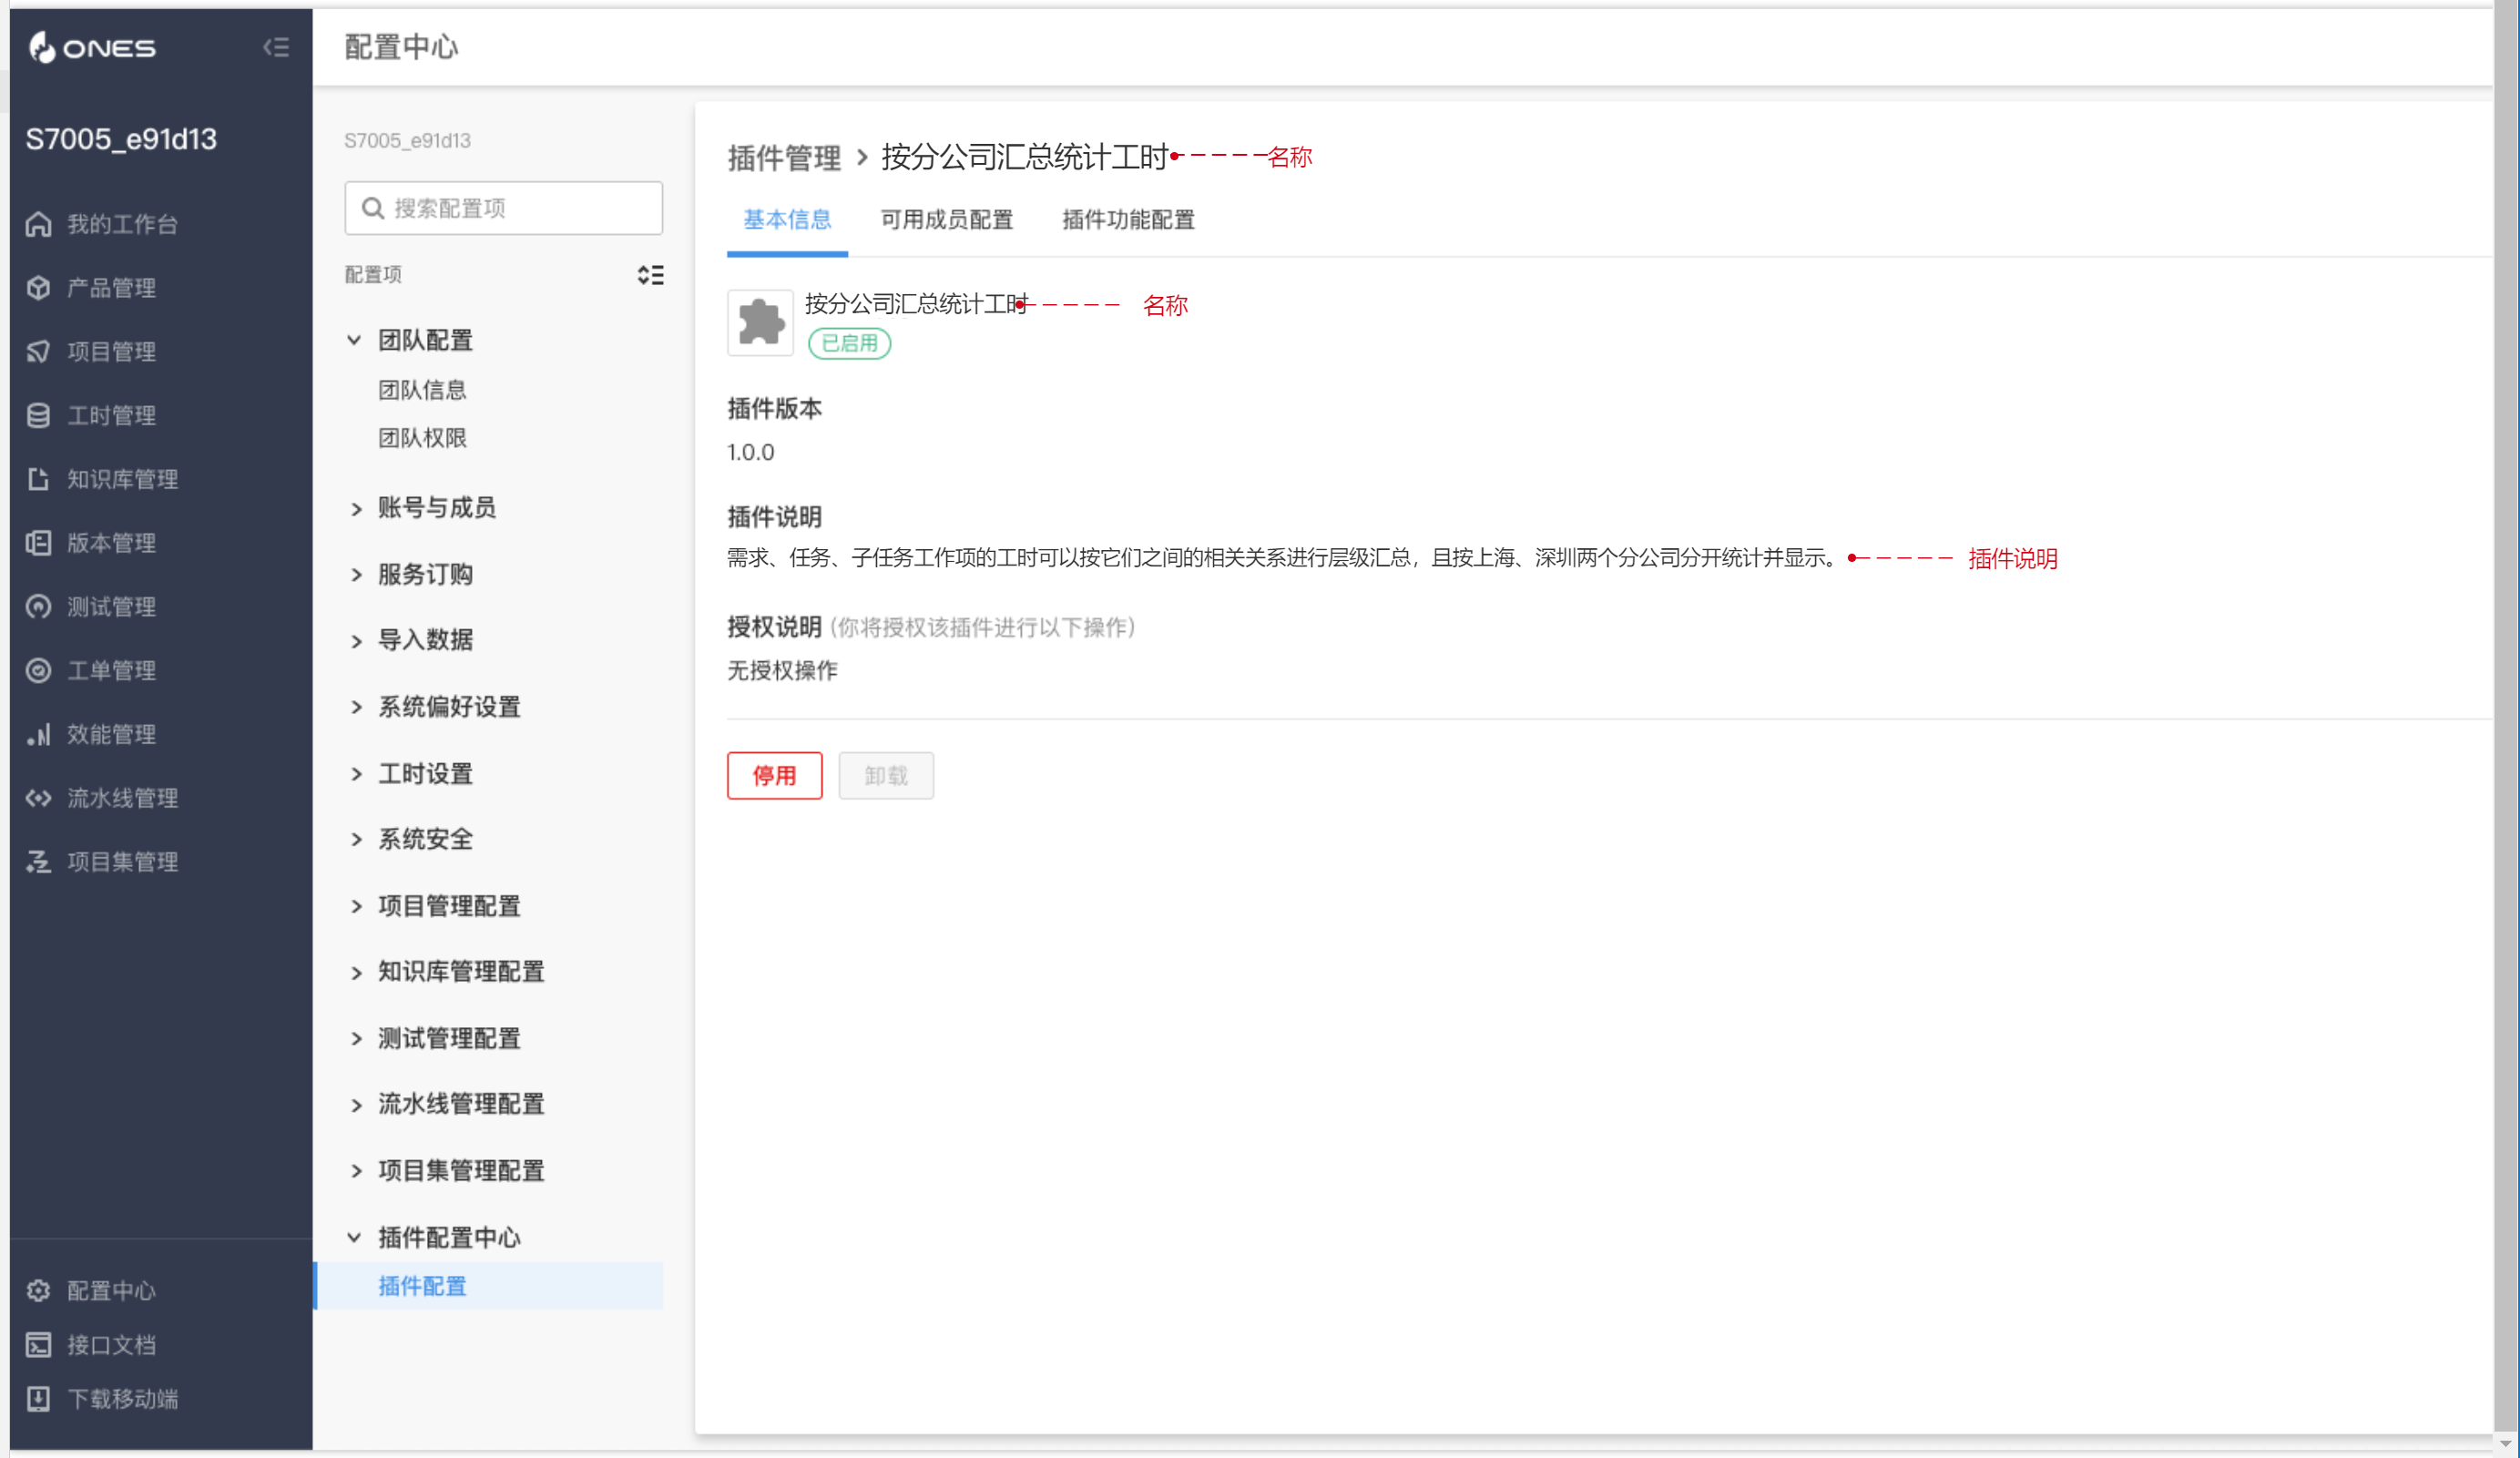 ONES
S7005_e91d13
我的工作台
产品管理
项目管理
工时管理
知识库管理
版本管理
测试管理
工单管理
效能管理
流水线管理
项目集管理
配置中心
接口文档
下载移动端
配置中心
S7005_e91d13
搜索配置项
配置项
团队配置
团队信息
团队权限
账号与成员
服务订购
导入数据
系统偏好设置
工时设置
系统安全
项目管理配置
知识库管理配置
测试管理配置
流水线管理配置
项目集管理配置
插件配置中心
插件配置
插件管理 > 按分公司汇总统计工时 名称
基本信息 可用成员配置 插件功能配置
按分公司汇总统计工时 名称
已启用
插件版本
1.0.0
插件说明
需求、任务、子任务工作项的工时可以按它们之间的相关关系进行层级汇总，且按上海、深圳两个分公司分开统计并显示。 插件说明
授权说明 (你将授权该插件进行以下操作)
无授权操作
停用 卸载